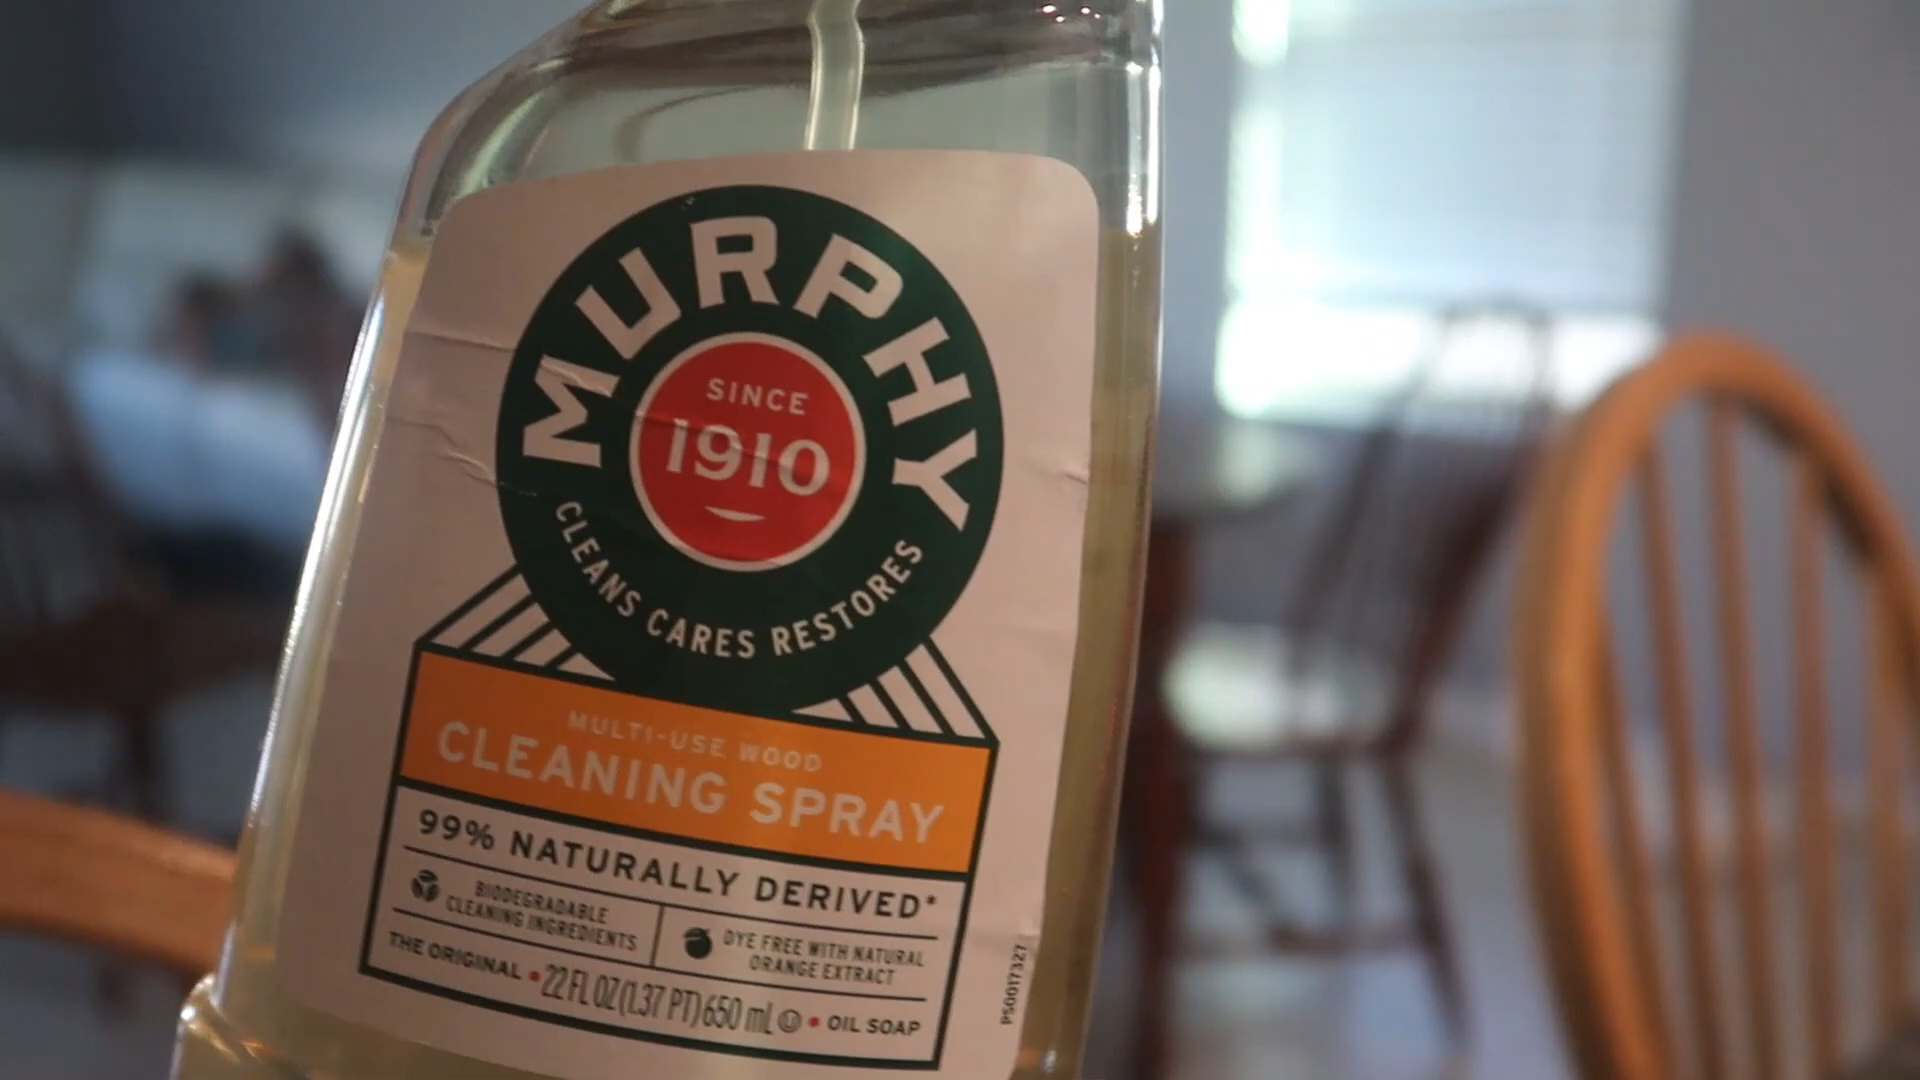 MURPHY
SINCE
1910
CLEANS CARES RESTORES
MULTI-USE WOOD
CLEANING SPRAY
99% NATURALLY DERIVED*
BIODEGRADABLE
CLEANING INGREDIENTS
DYE FREE WITH NATURAL
ORANGE EXTRACT
THE ORIGINAL • 22 FL OZ (1.37 PT) 650 mL U • OIL SOAP
PS0017327